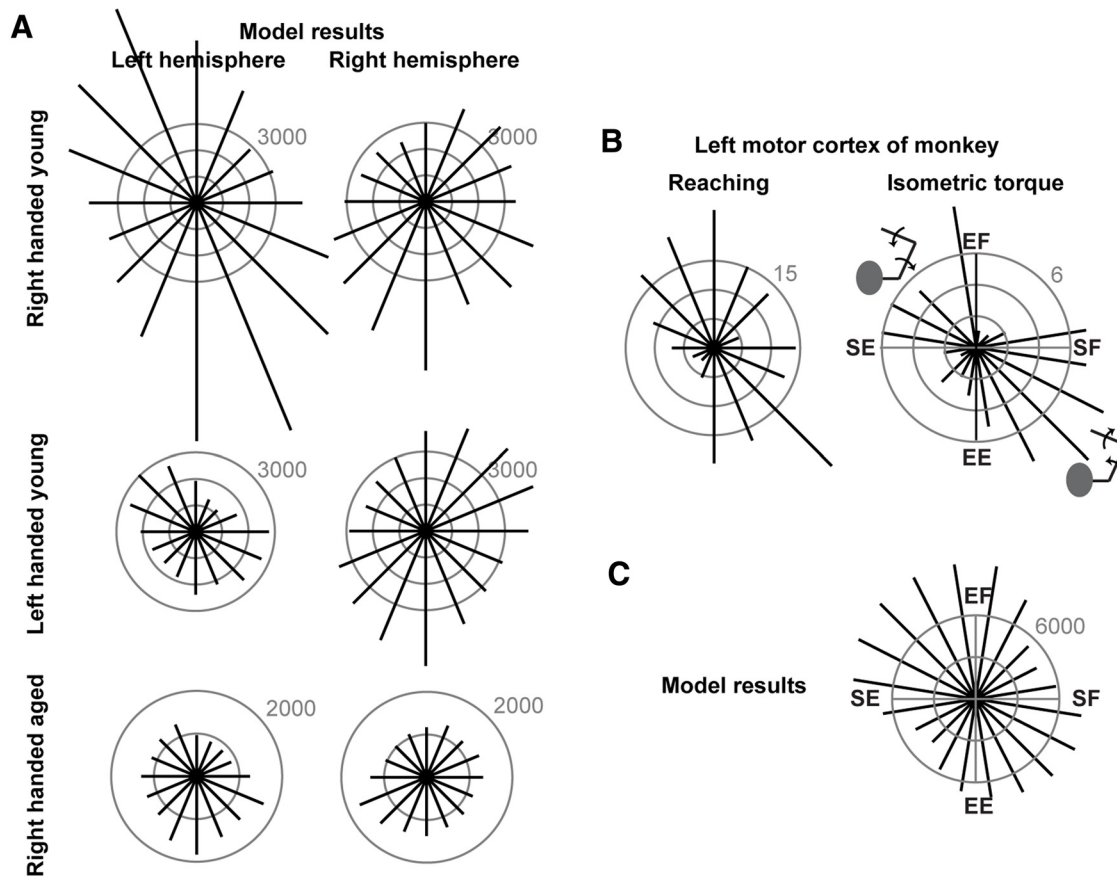 A
Model results
Left hemisphere
Right hemisphere
Right handed young
3000
3000
Left handed young
3000
3000
Right handed aged
2000
2000
B
Left motor cortex of monkey
Reaching
Isometric torque
15
EF
6
SE
SF
EE
C
Model results
EF
6000
SE
SF
EE